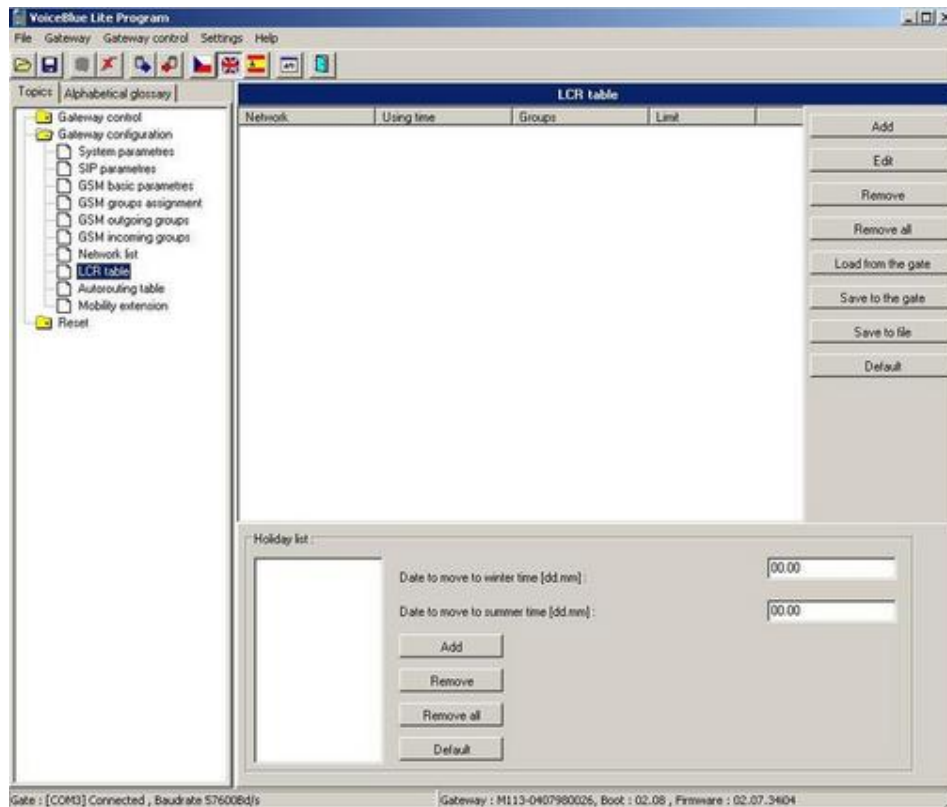 VoiceBlue Lite Program
File Gateway Gateway control Settings Help
Topics Alphabetical glossary
Gateway control
Gateway configuration
System parametres
SIP parametres
GSM basic parametres
GSM groups assignment
GSM outgoing groups
GSM incoming groups
Network list
LCR table
Autorouting table
Mobility extension
Reset
LCR table
Network Using time Groups Limit
Add
Edit
Remove
Remove all
Load from the gate
Save to the gate
Save to file
Default
Holiday list :
Date to move to winter time [dd.mm] : 00.00
Date to move to summer time [dd.mm] : 00.00
Add
Remove
Remove all
Default
Gate : [COM3] Connected , Baudrate 57600Bd/s
Gateway : M113-0407980026, Boot : 02.08 , Firmware : 02.07.34i04